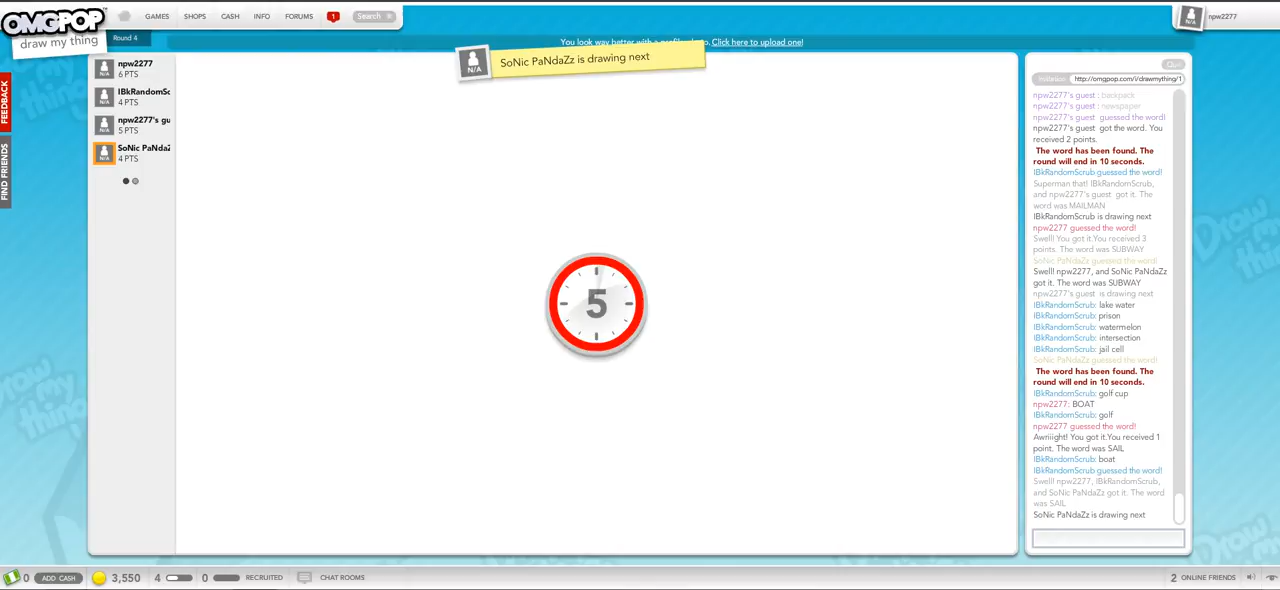 OMGPOP
draw my thing
GAMES SHOPS CASH INFO FORUMS 1 Search
N/A npw2277
Round 4
Click here to upload one!
N/A SoNic PaNdaZz is drawing next
FEEDBACK
FIND FRIENDS
N/A npw2277
6 PTS
N/A IBkRandomSc
4 PTS
N/A npw2277's gu
5 PTS
N/A SoNic PaNdaZ
4 PTS
5
Quit
Invitation http://omgpop.com/i/drawmything/1
npw2277's guest : backpack
npw2277's guest : newspaper
npw2277's guest guessed the word!
npw2277's guest got the word. You
received 2 points.
The word has been found. The
round will end in 10 seconds.
IBkRandomScrub guessed the word!
Superman that! IBkRandomScrub,
and npw2277's guest got it. The
word was MAILMAN
IBkRandomScrub is drawing next
npw2277 guessed the word!
Swell! You got it.You received 3
points. The word was SUBWAY
SoNic PaNdaZz guessed the word!
Swell! npw2277, and SoNic PaNdaZz
got it. The word was SUBWAY
npw2277's guest is drawing next
IBkRandomScrub: lake water
IBkRandomScrub: prison
IBkRandomScrub: watermelon
IBkRandomScrub: intersection
IBkRandomScrub: jail cell
SoNic PaNdaZz guessed the word!
The word has been found. The
round will end in 10 seconds.
IBkRandomScrub: golf cup
npw2277: BOAT
IBkRandomScrub: golf
npw2277 guessed the word!
Awriiight! You got it.You received 1
point. The word was SAIL
IBkRandomScrub: boat
IBkRandomScrub guessed the word!
Swell! npw2277, IBkRandomScrub,
and SoNic PaNdaZz got it. The word
was SAIL
SoNic PaNdaZz is drawing next
0 ADD CASH 3,550 4 0 RECRUITED CHAT ROOMS 2 ONLINE FRIENDS